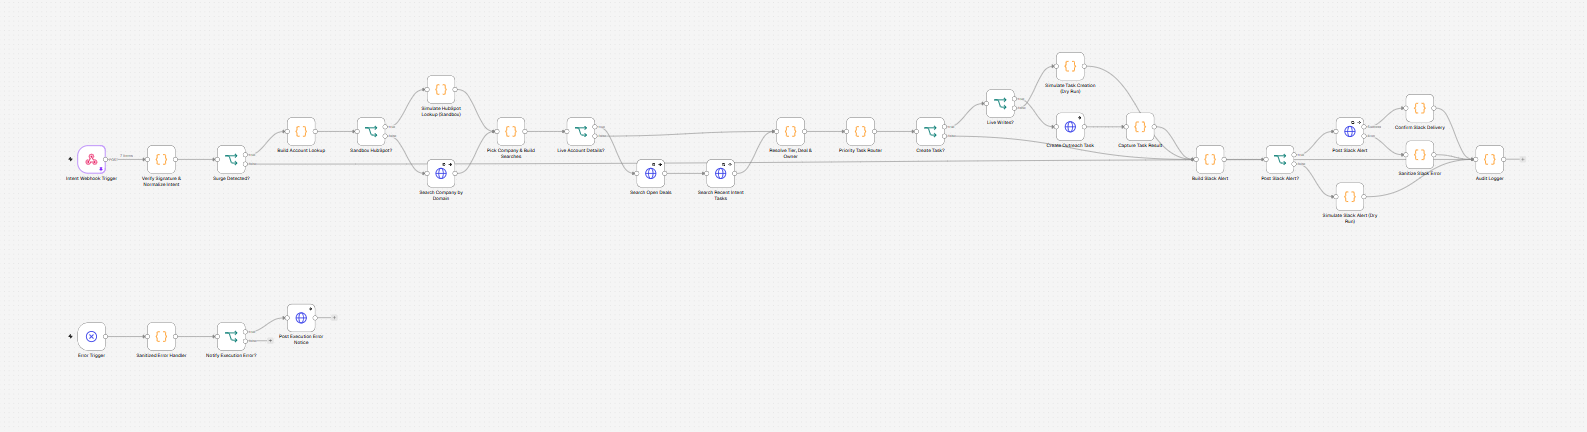 Simulate Task Creation
(Dry Run)
Simulate HubSpot
Lookup (Sandbox)
Live Writes?
Confirm Slack Delivery
Intent Webhook Trigger
Verify Signature &
Normalize Intent
Surge Detected?
Build Account Lookup
Sandbox HubSpot?
Pick Company & Build
Searches
Live Account Details?
Resolve Tier, Deal &
Owner
Priority Task Router
Create Task?
Create Outreach Task
Capture Task Result
Post Slack Alert
Search Company by
Domain
Search Open Deals
Search Recent Intent
Tasks
Build Slack Alert
Post Slack Alert?
Sanitize Slack Error
Audit Logger
Simulate Slack Alert (Dry
Run)
Error Trigger
Sanitized Error Handler
Notify Execution Error?
Post Execution Error
Notice